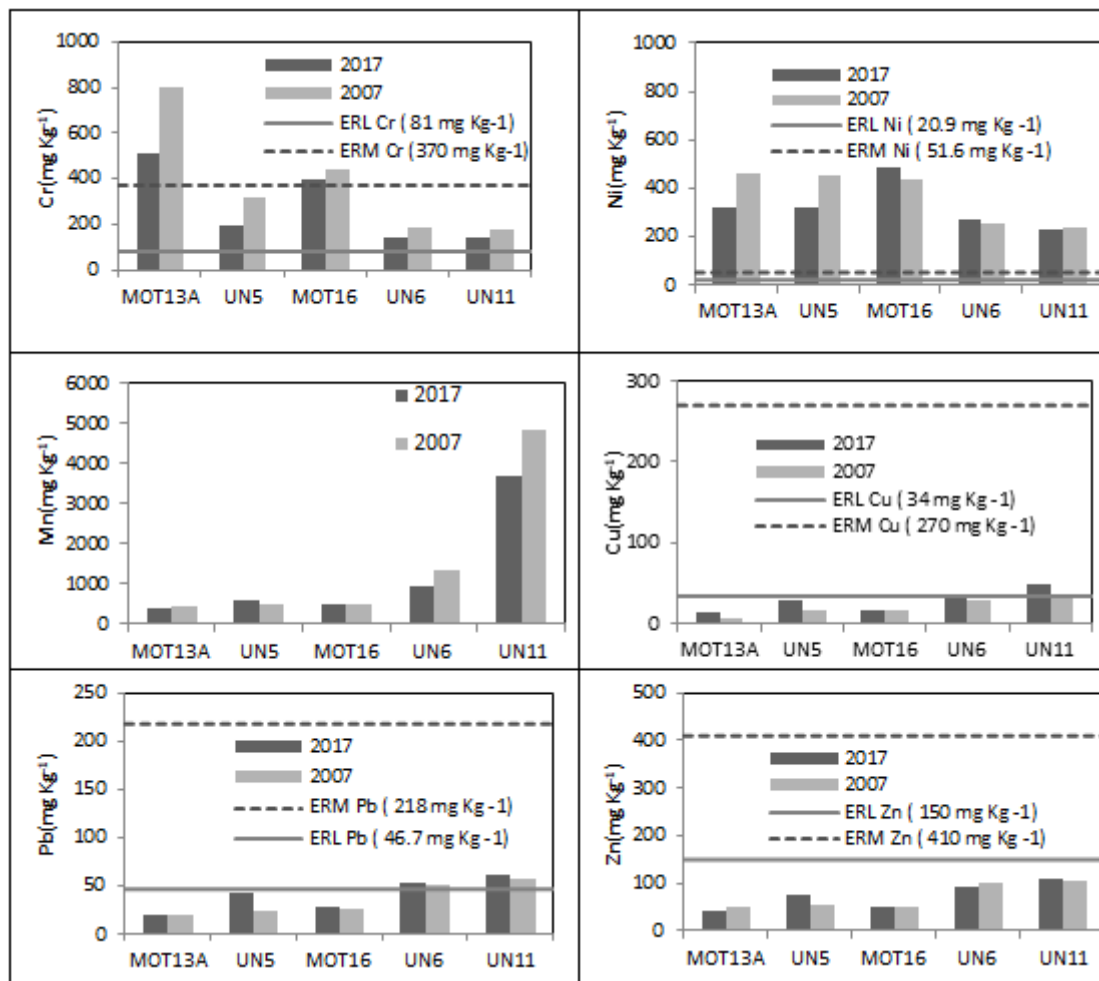 Cr(mg Kg-1)
1000
800
600
400
200
0
2017
2007
ERL Cr ( 81 mg Kg-1)
ERM Cr (370 mg Kg-1)
MOT13A UN5 MOT16 UN6 UN11
Ni(mg Kg-1)
1000
800
600
400
200
0
2017
2007
ERL Ni ( 20.9 mg Kg -1)
ERM Ni ( 51.6 mg Kg -1)
MOT13A UN5 MOT16 UN6 UN11
Mn(mg Kg-1)
6000
5000
4000
3000
2000
1000
0
2017
2007
MOT13A UN5 MOT16 UN6 UN11
Cu(mg Kg-1)
300
200
100
0
2017
2007
ERL Cu ( 34 mg Kg -1)
ERM Cu ( 270 mg Kg -1)
MOT13A UN5 MOT16 UN6 UN11
Pb(mg Kg-1)
250
200
150
100
50
0
2017
2007
ERM Pb ( 218 mg Kg -1)
ERL Pb ( 46.7 mg Kg -1)
MOT13A UN5 MOT16 UN6 UN11
Zn(mg Kg-1)
500
400
300
200
100
0
2017
2007
ERL Zn ( 150 mg Kg -1)
ERM Zn ( 410 mg Kg -1)
MOT13A UN5 MOT16 UN6 UN11